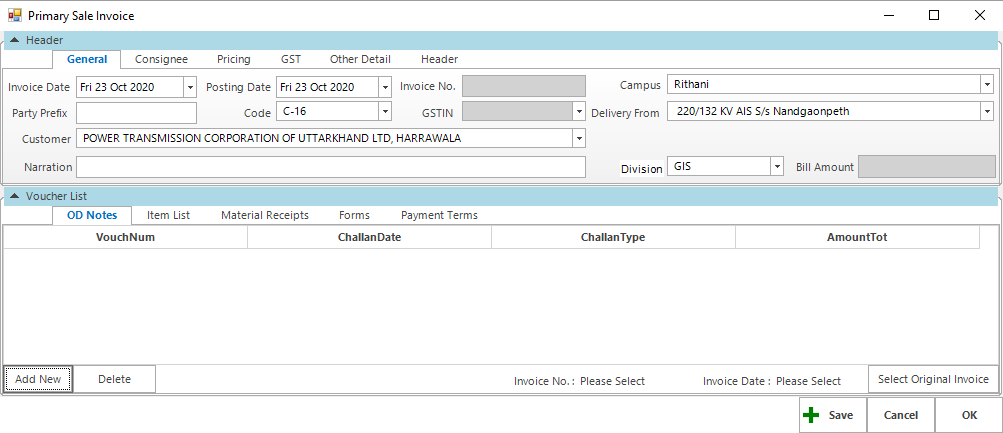 Primary Sale Invoice
Header
General Consignee Pricing GST Other Detail Header
Invoice Date Fri 23 Oct 2020 Posting Date Fri 23 Oct 2020 Invoice No. Campus Rithani
Party Prefix Code C-16 GSTIN Delivery From 220/132 KV AIS S/s Nandgaonpeth
Customer POWER TRANSMISSION CORPORATION OF UTTARKHAND LTD, HARRAWALA
Narration Division GIS Bill Amount
Voucher List
OD Notes Item List Material Receipts Forms Payment Terms
VouchNum ChallanDate ChallanType AmountTot
Add New Delete Invoice No. : Please Select Invoice Date : Please Select Select Original Invoice
Save Cancel OK